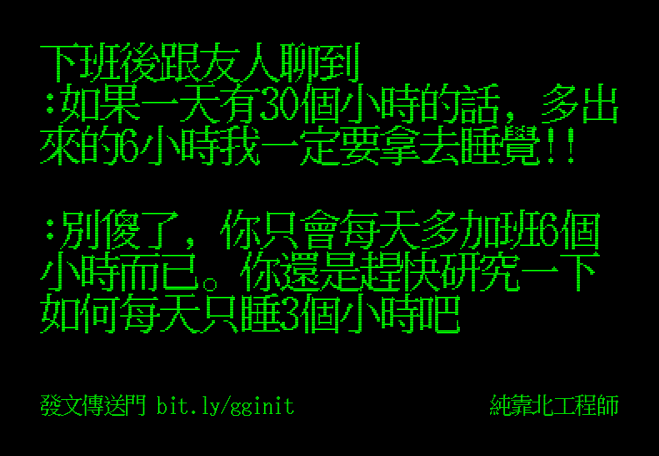 下班後跟友人聊到
:如果一天有30個小時的話, 多出
來的6小時我一定要拿去睡覺!!
:別傻了, 你只會每天多加班6個
小時而已。你還是趕快研究一下
如何每天只睡3個小時吧
發文傳送門 bit.ly/gginit
純靠北工程師